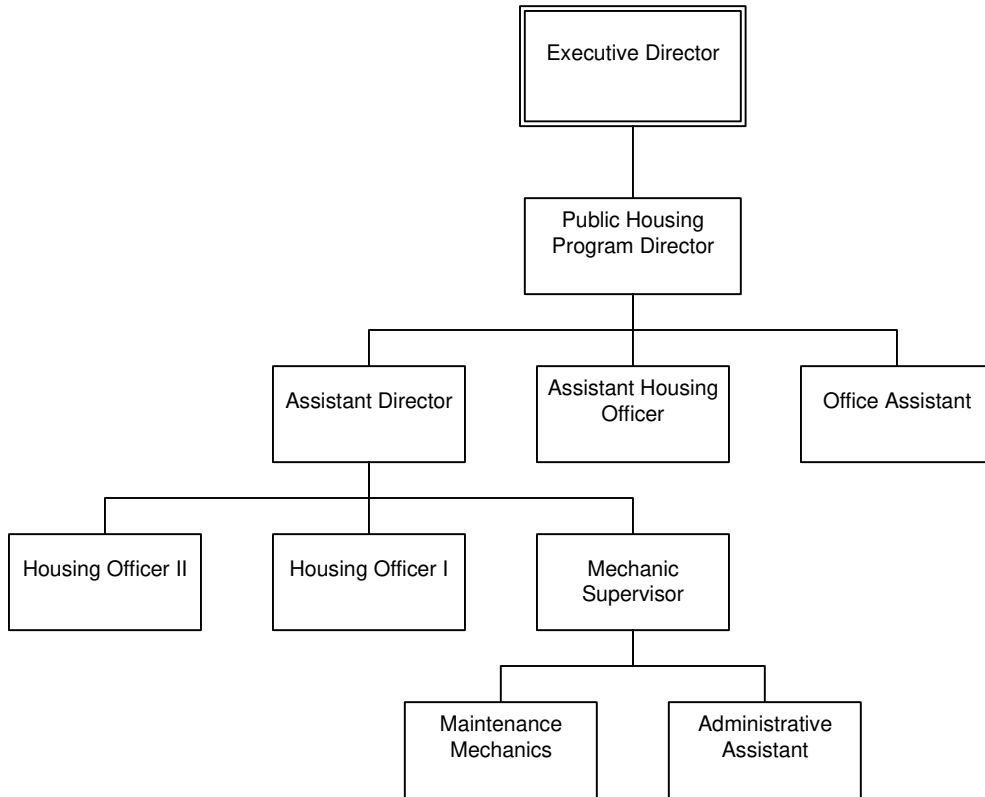 Executive Director
Public Housing
Program Director
Assistant Director
Assistant Housing
Officer
Office Assistant
Housing Officer II
Housing Officer I
Mechanic
Supervisor
Maintenance
Mechanics
Administrative
Assistant